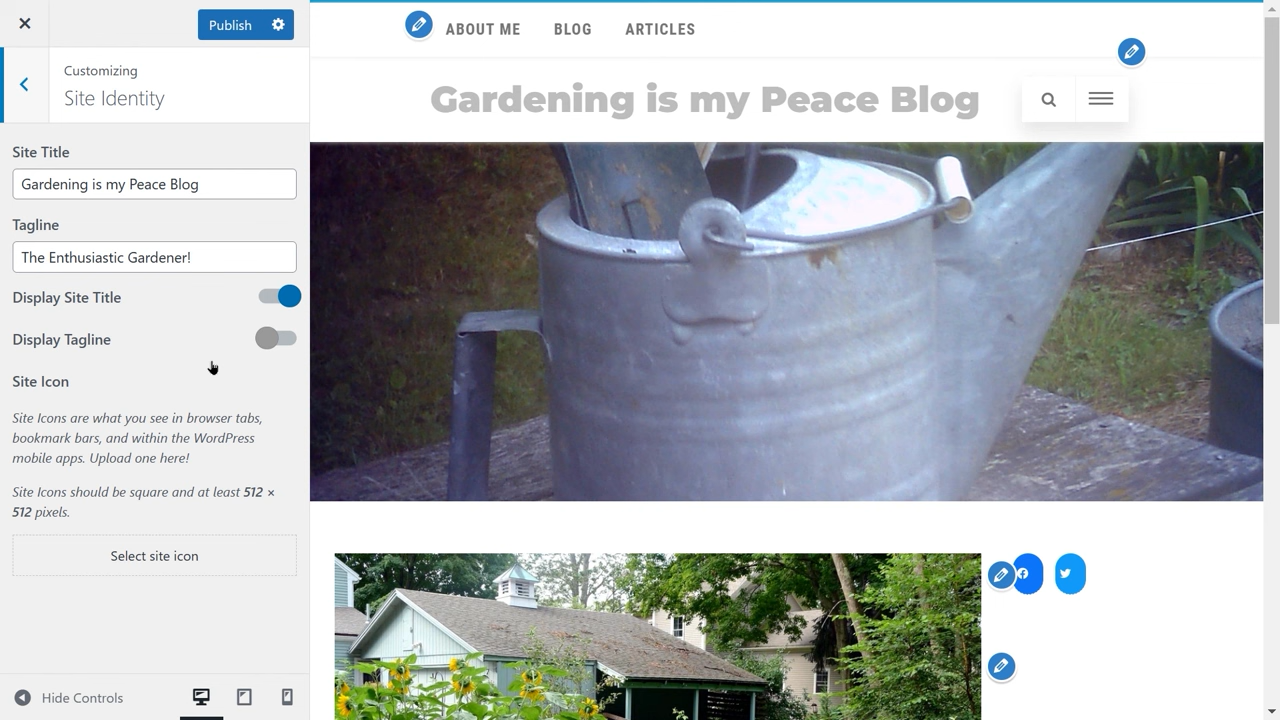 Publish
Customizing
Site Identity
Site Title
Gardening is my Peace Blog
Tagline
The Enthusiastic Gardener!
Display Site Title
Display Tagline
Site Icon
Site Icons are what you see in browser tabs,
bookmark bars, and within the WordPress
mobile apps. Upload one here!
Site Icons should be square and at least 512 ×
512 pixels.
Select site icon
Hide Controls
ABOUT ME BLOG ARTICLES
Gardening is my Peace Blog